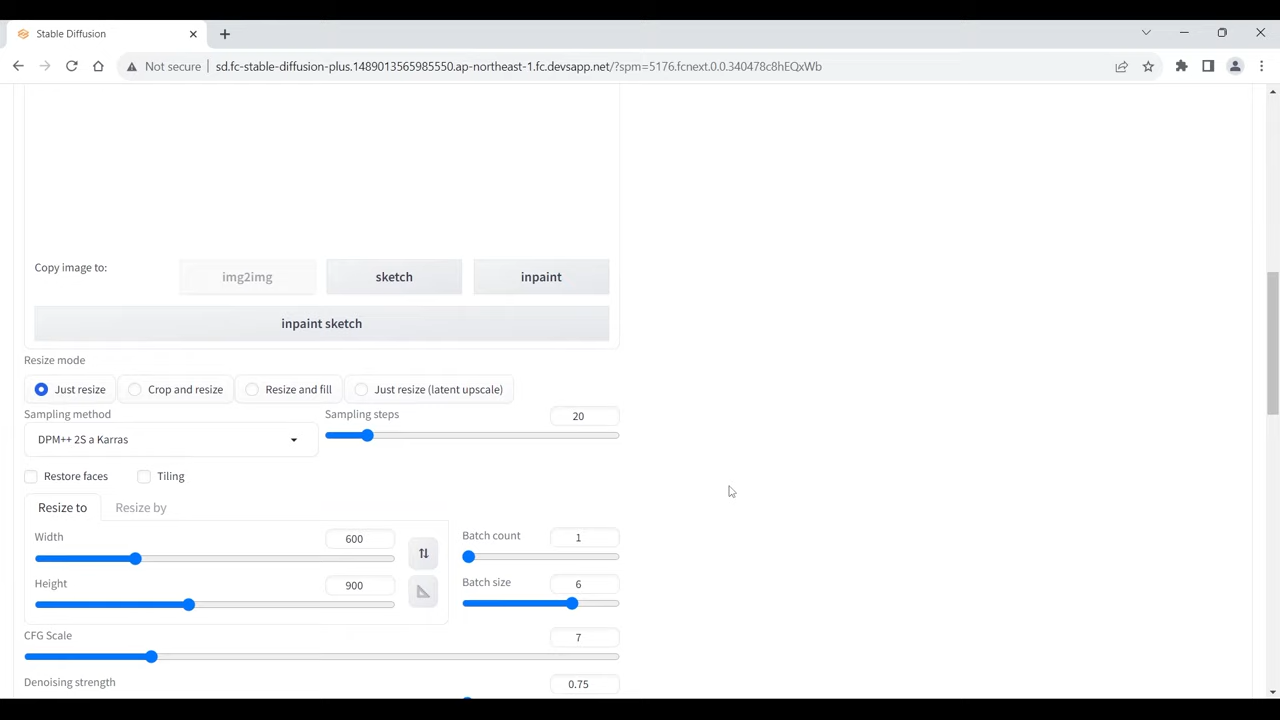 Stable Diffusion
Not secure
sd.fc-stable-diffusion-plus.1489013565985550.ap-northeast-1.fc.devsapp.net/?spm=5176.fcnext.0.0.340478c8hEQxWb
Copy image to:
img2img
sketch
inpaint
inpaint sketch
Resize mode
Just resize
Crop and resize
Resize and fill
Just resize (latent upscale)
Sampling method
Sampling steps
20
DPM++ 2S a Karras
Restore faces
Tiling
Resize to
Resize by
Width
600
Batch count
1
Height
900
Batch size
6
CFG Scale
7
Denoising strength
0.75